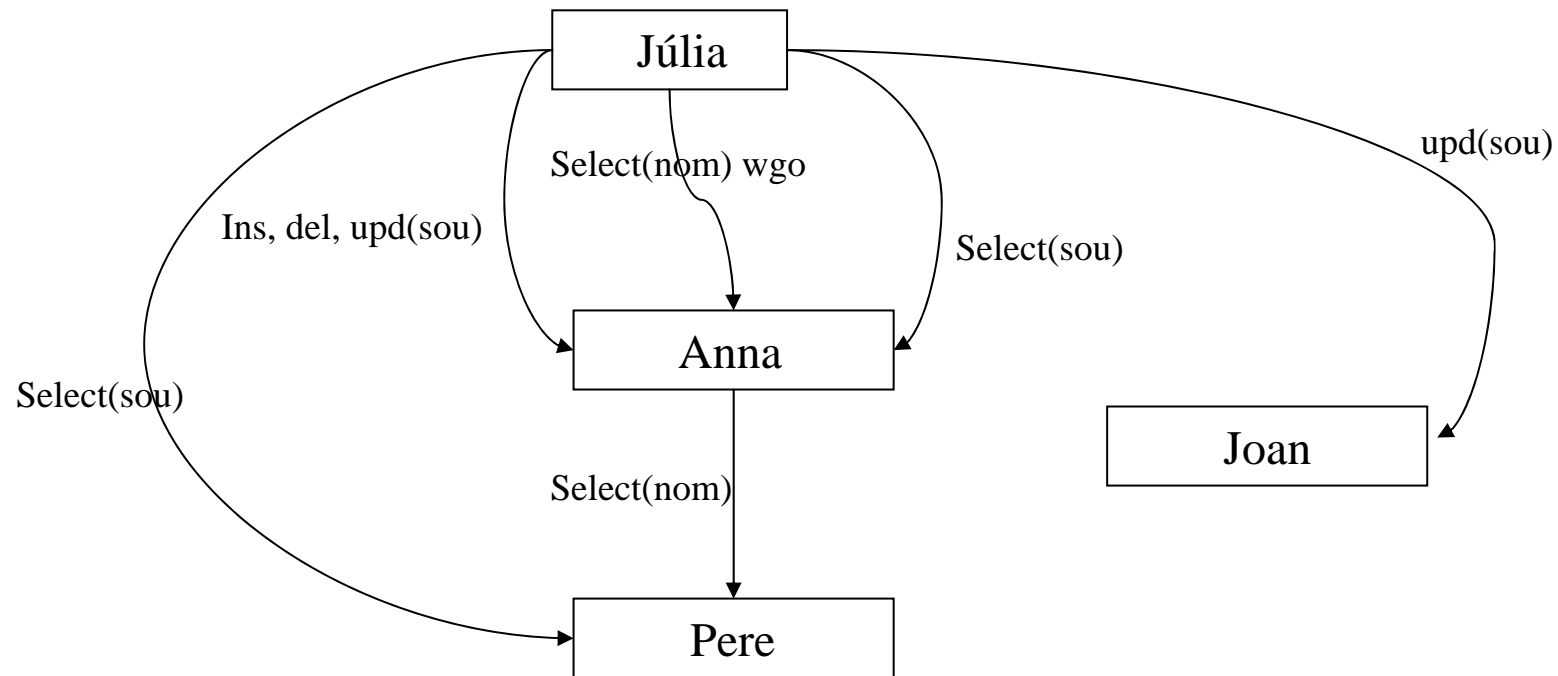 Júlia
upd(sou)
Select(nom) wgo
Ins, del, upd(sou)
Select(sou)
Anna
Select(sou)
Joan
Select(nom)
Pere